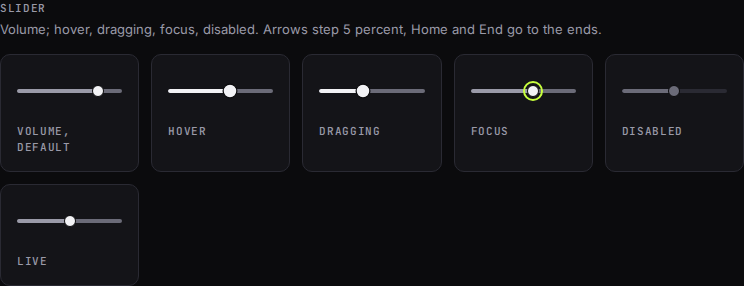 SLIDER
Volume; hover, dragging, focus, disabled. Arrows step 5 percent, Home and End go to the ends.
VOLUME,
DEFAULT
HOVER
DRAGGING
FOCUS
DISABLED
LIVE